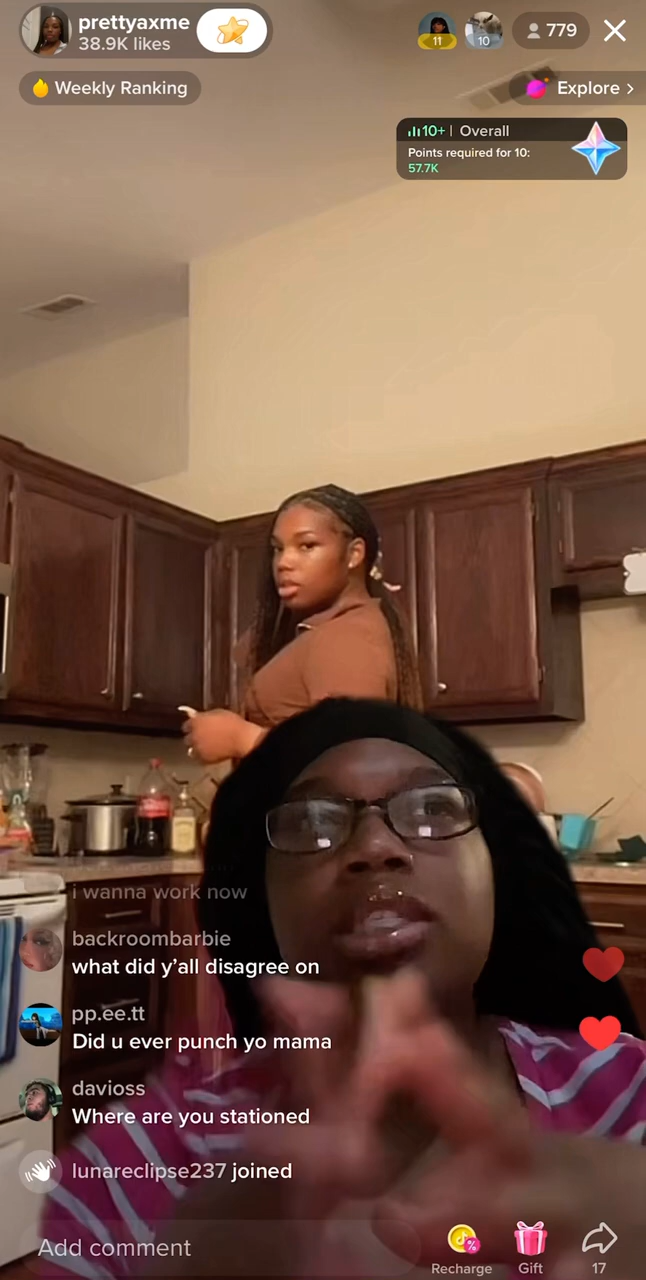 prettyaxme
38.9K likes
11
10
779
Weekly Ranking
Explore >
10+ | Overall
Points required for 10:
57.7K
i wanna work now
backroombarbie
what did y'all disagree on
pp.ee.tt
Did u ever punch yo mama
davioss
Where are you stationed
lunareclipse237 joined
Add comment
Recharge
Gift
17